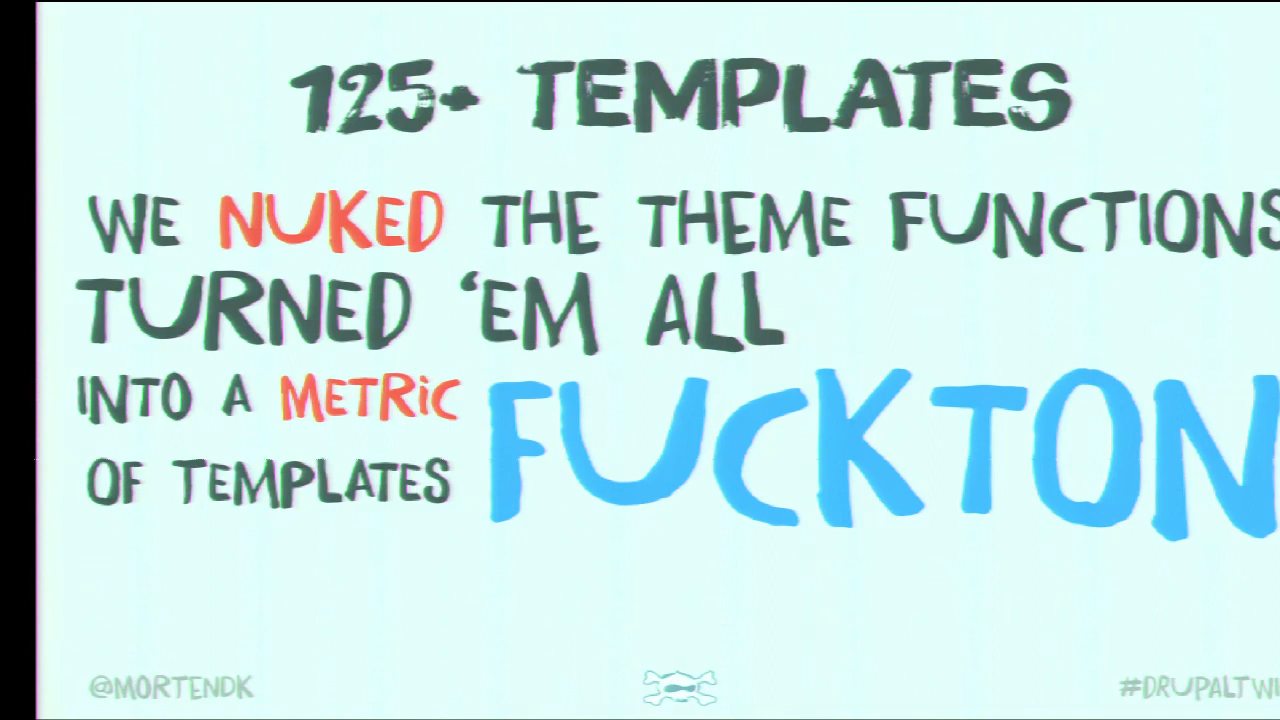 125+ TEMPLATES
WE NUKED THE THEME FUNCTIONS
TURNED ‘EM ALL
INTO A METRIC FUCKTON
OF TEMPLATES
@MORTENDK